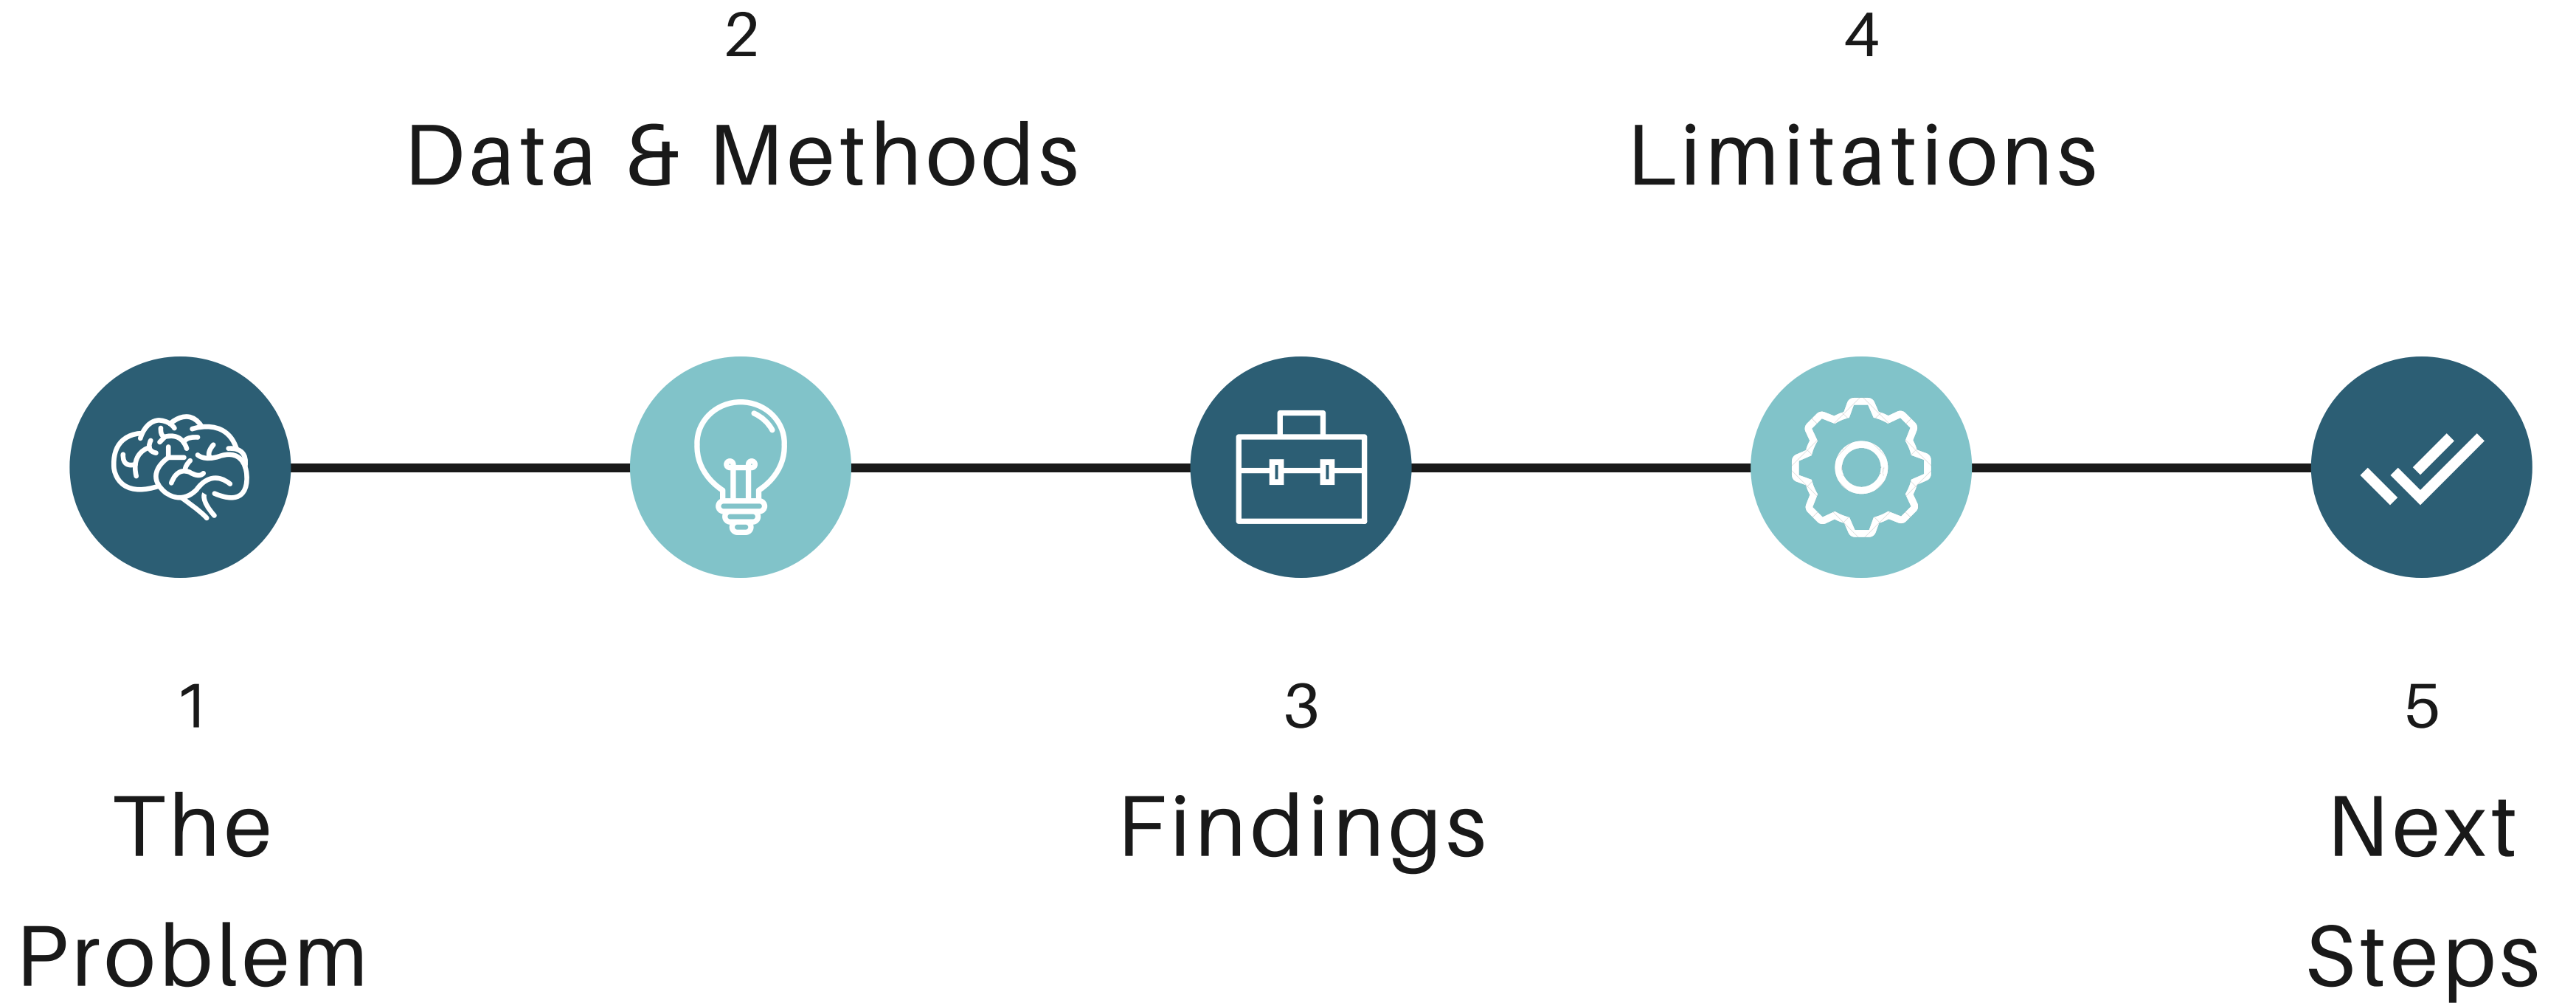 1
The
Problem
2
Data & Methods
3
Findings
4
Limitations
5
Next
Steps